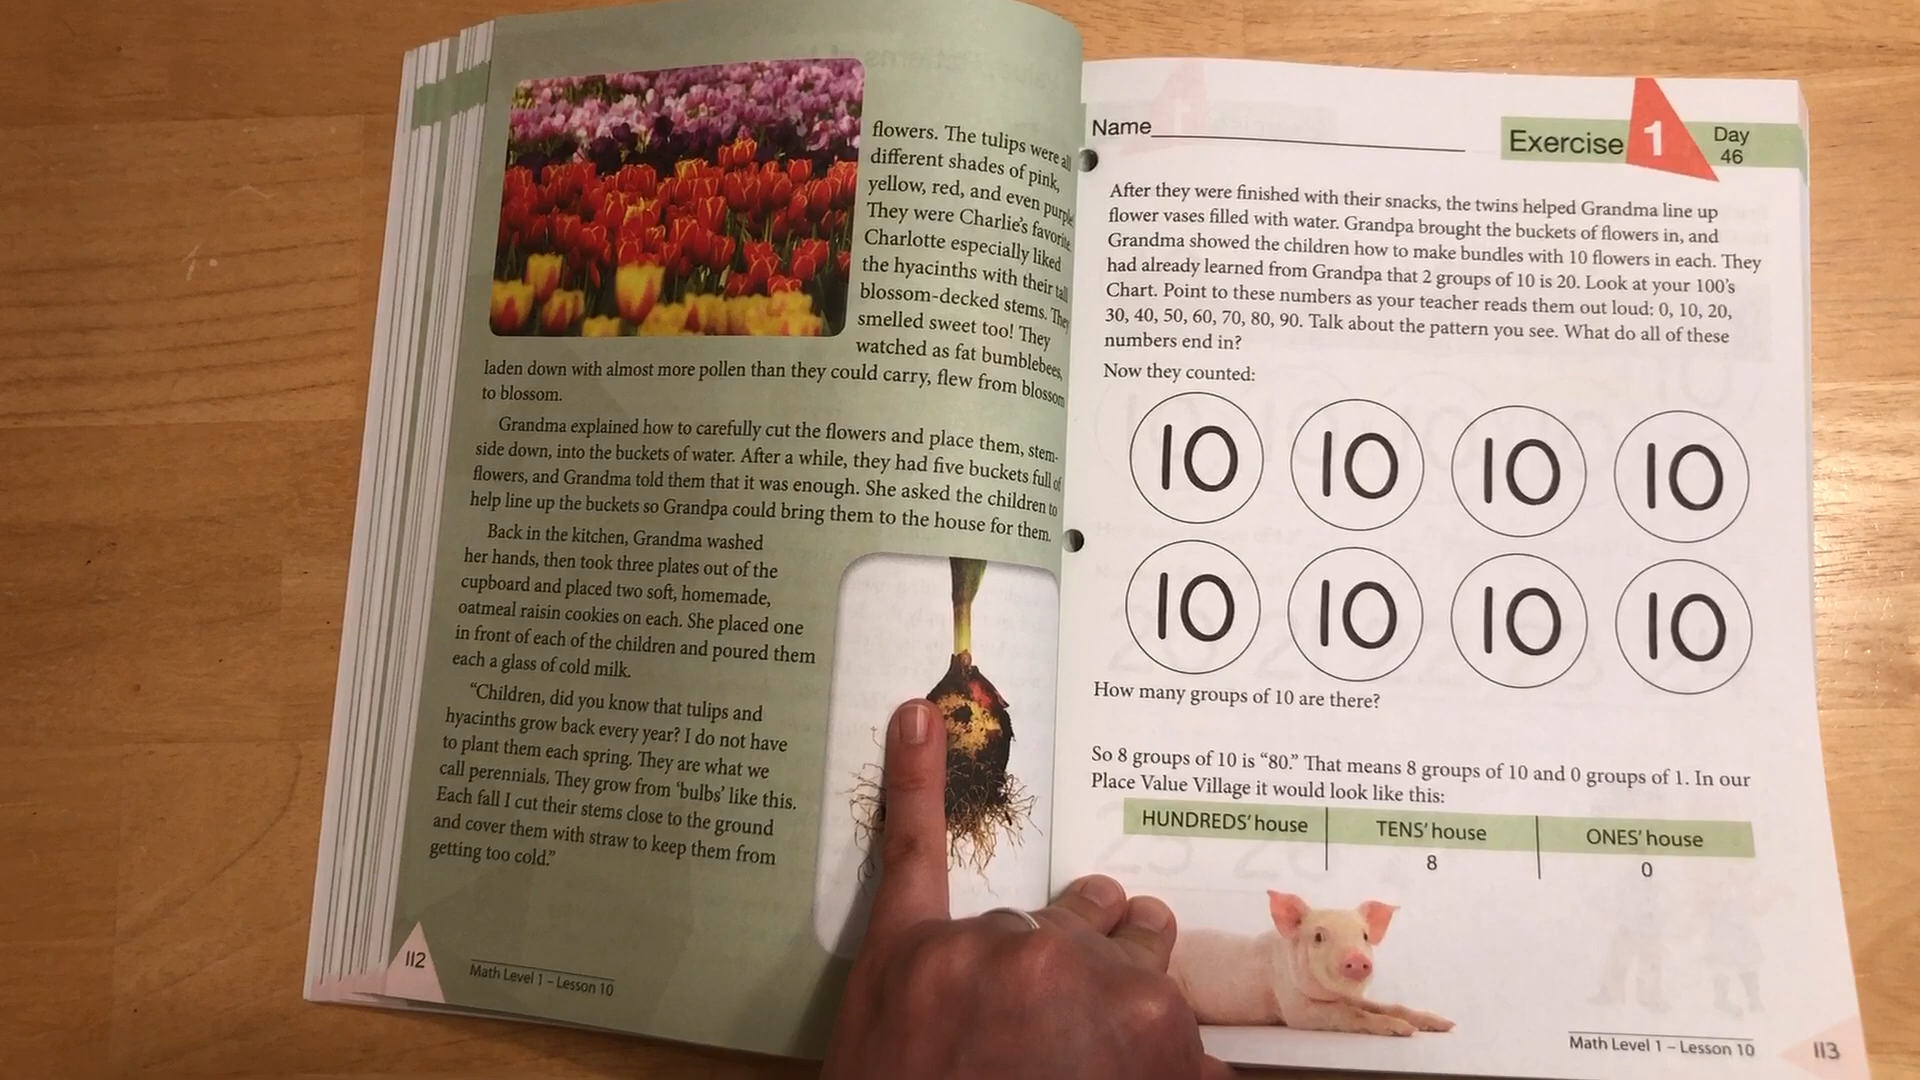 flowers. The tulips were all
different shades of pink,
yellow, red, and even purple.
They were Charlie's favorite.
Charlotte especially liked
the hyacinths with their tall
blossom-decked stems. They
smelled sweet too! They
watched as fat bumblebees,
laden down with almost more pollen than they could carry, flew from blossom
to blossom.
Grandma explained how to carefully cut the flowers and place them, stem-
side down, into the buckets of water. After a while, they had five buckets full of
flowers, and Grandma told them that it was enough. She asked the children to
help line up the buckets so Grandpa could bring them to the house for them.
Back in the kitchen, Grandma washed
her hands, then took three plates out of the
cupboard and placed two soft, homemade,
oatmeal raisin cookies on each. She placed one
in front of each of the children and poured them
each a glass of cold milk.
“Children, did you know that tulips and
hyacinths grow back every year? I do not have
to plant them each spring. They are what we
call perennials. They grow from ‘bulbs’ like this.
Each fall I cut their stems close to the ground
and cover them with straw to keep them from
getting too cold.”
112
Math Level 1 – Lesson 10
Name
Exercise 1
Day
46
After they were finished with their snacks, the twins helped Grandma line up
flower vases filled with water. Grandpa brought the buckets of flowers in, and
Grandma showed the children how to make bundles with 10 flowers in each. They
had already learned from Grandpa that 2 groups of 10 is 20. Look at your 100's
Chart. Point to these numbers as your teacher reads them out loud: 0, 10, 20,
30, 40, 50, 60, 70, 80, 90. Talk about the pattern you see. What do all of these
numbers end in?
Now they counted:
10 10 10 10
10 10 10 10
How many groups of 10 are there?
So 8 groups of 10 is “80.” That means 8 groups of 10 and 0 groups of 1. In our
Place Value Village it would look like this:
HUNDREDS' house TENS' house ONES' house
8 0
Math Level 1 – Lesson 10
113